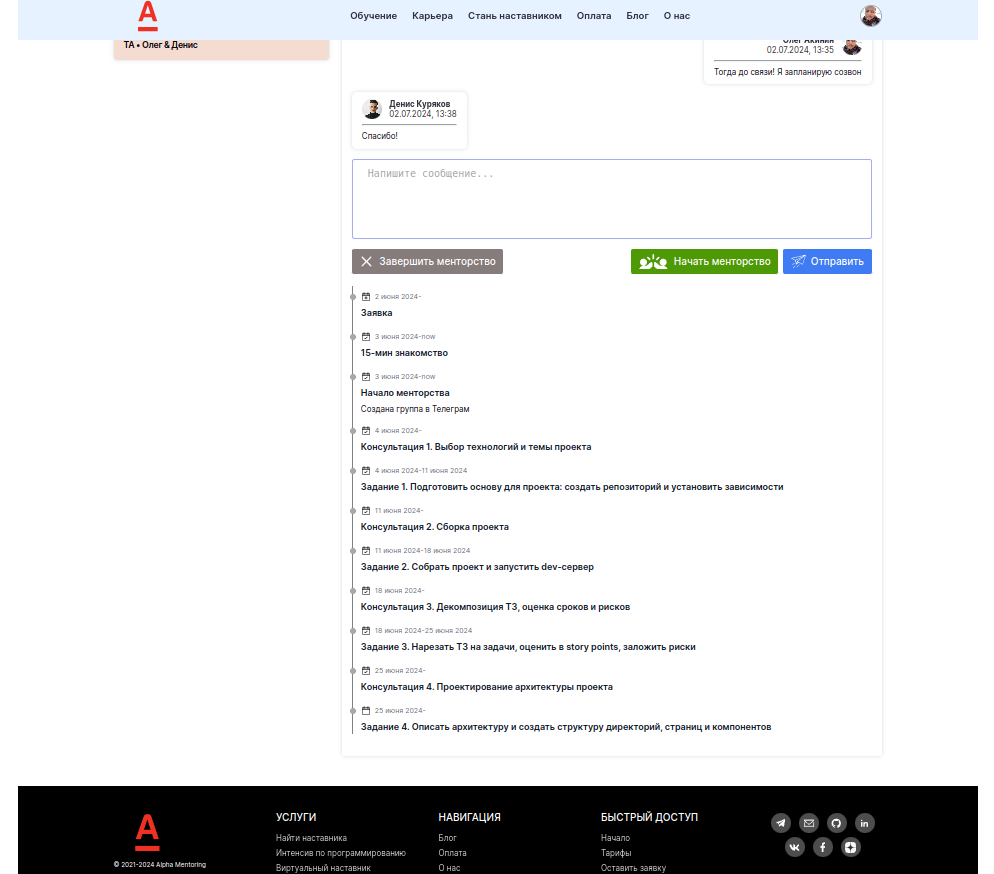 Обучение Карьера Стань наставником Оплата Блог О нас
ТА • Олег & Денис
Олег Акинин
02.07.2024, 13:35
Тогда до связи! Я запланирую созвон
Денис Куряков
02.07.2024, 13:38
Спасибо!
Напишите сообщение...
Завершить менторство
Начать менторство
Отправить
2 июня 2024-
Заявка
3 июня 2024-now
15-мин знакомство
3 июня 2024-now
Начало менторства
Создана группа в Телеграм
4 июня 2024-
Консультация 1. Выбор технологий и темы проекта
4 июня 2024-11 июня 2024
Задание 1. Подготовить основу для проекта: создать репозиторий и установить зависимости
11 июня 2024-
Консультация 2. Сборка проекта
11 июня 2024-18 июня 2024
Задание 2. Собрать проект и запустить dev-сервер
18 июня 2024-
Консультация 3. Декомпозиция ТЗ, оценка сроков и рисков
18 июня 2024-25 июня 2024
Задание 3. Нарезать ТЗ на задачи, оценить в story points, заложить риски
25 июня 2024-
Консультация 4. Проектирование архитектуры проекта
25 июня 2024-
Задание 4. Описать архитектуру и создать структуру директорий, страниц и компонентов
© 2021-2024 Alpha Mentoring
УСЛУГИ
Найти наставника
Интенсив по программированию
Виртуальный наставник
НАВИГАЦИЯ
Блог
Оплата
О нас
БЫСТРЫЙ ДОСТУП
Начало
Тарифы
Оставить заявку